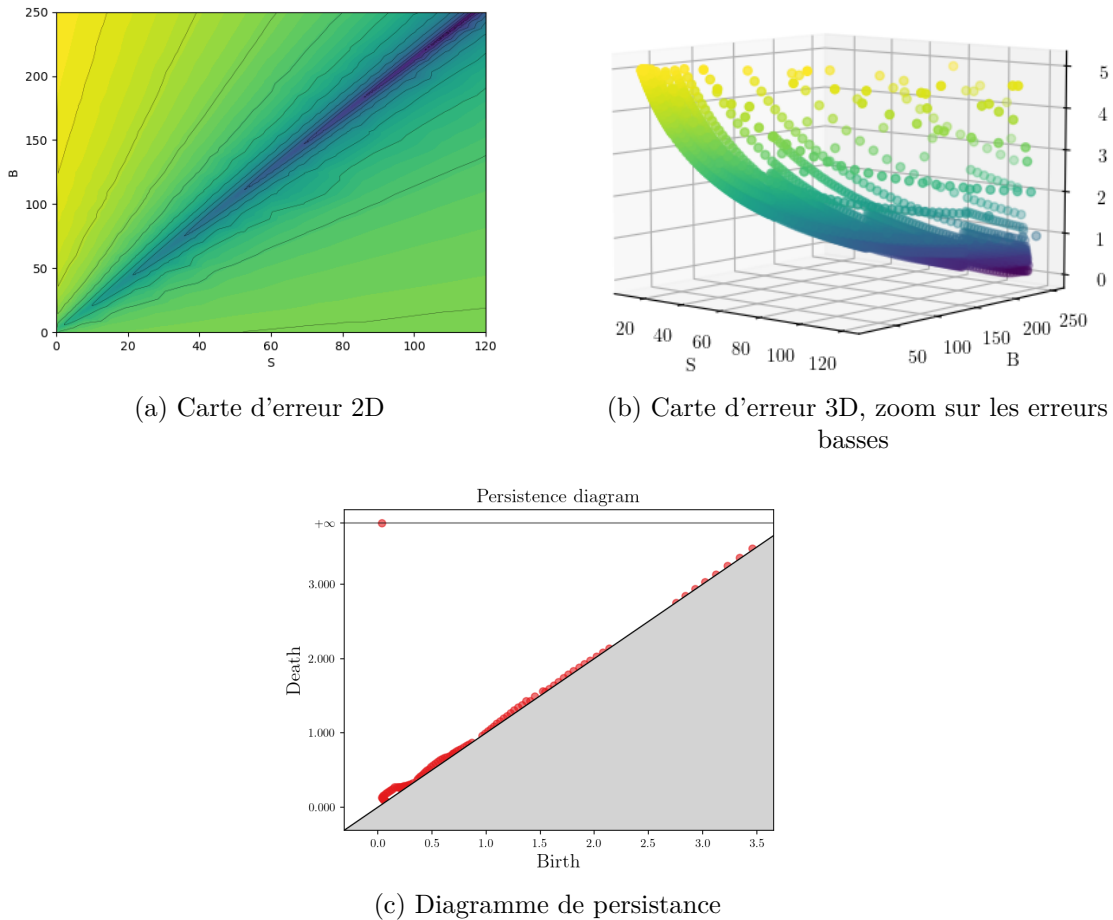 250
200
150
100
50
0
B
0 20 40 60 80 100 120
S
5
4
3
2
1
0
20 40 60 80 100 120
S
50 100 150 200 250
B
(a) Carte d'erreur 2D
(b) Carte d'erreur 3D, zoom sur les erreurs
basses
Persistence diagram
+∞
3.000
2.000
1.000
0.000
Death
0.0 0.5 1.0 1.5 2.0 2.5 3.0 3.5
Birth
(c) Diagramme de persistance